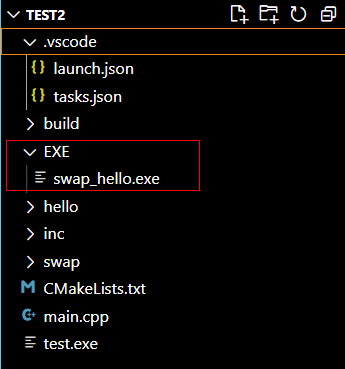 TEST2
.vscode
{} launch.json
{} tasks.json
build
EXE
swap_hello.exe
hello
inc
swap
M CMakeLists.txt
C++ main.cpp
test.exe